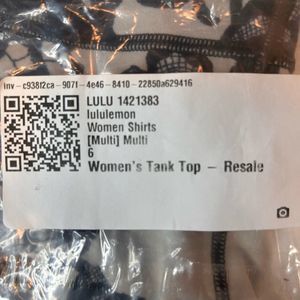 Inv - c938f2ca - 9071 - 4e46 - 8410 - 22850a629416
LULU 1421383
lululemon
Women Shirts
[Multi] Multi
6
Women's Tank Top - Resale